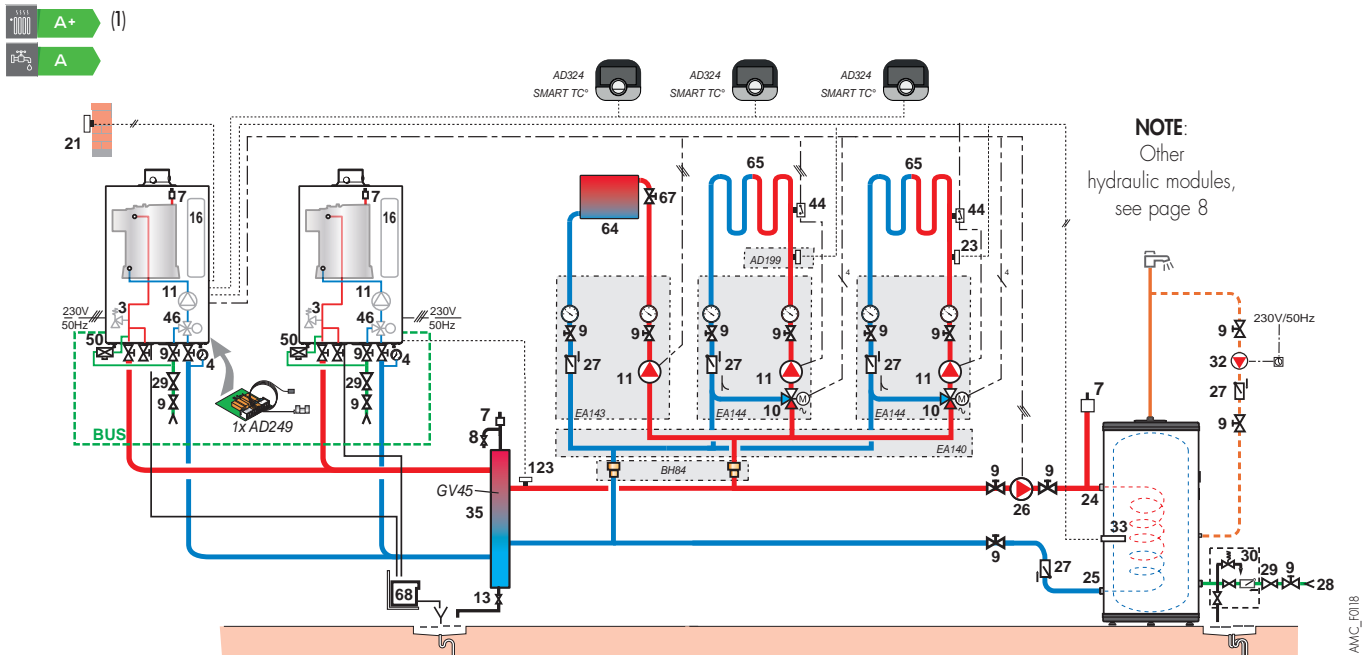 A+ (1)
A
AD324
SMART TC°
AD324
SMART TC°
AD324
SMART TC°
21
NOTE:
Other
hydraulic modules,
see page 8
7
16
7
16
65
65
67
64
44
44
23
AD199
4
4
11
11
3
46
3
46
230V
50Hz
230V
50Hz
50
9
4
50
9
4
29
9
29
9
BUS
1x AD249
9
9
9
9
9
9
27
27
27
11
11
11
10
M
10
M
EA143
EA144
EA144
EA140
BH84
7
8
123
GV45
35
13
68
9
9
26
9
27
7
24
33
25
9
230V/50Hz
32
27
9
30
29
9
28
AMC_F0118